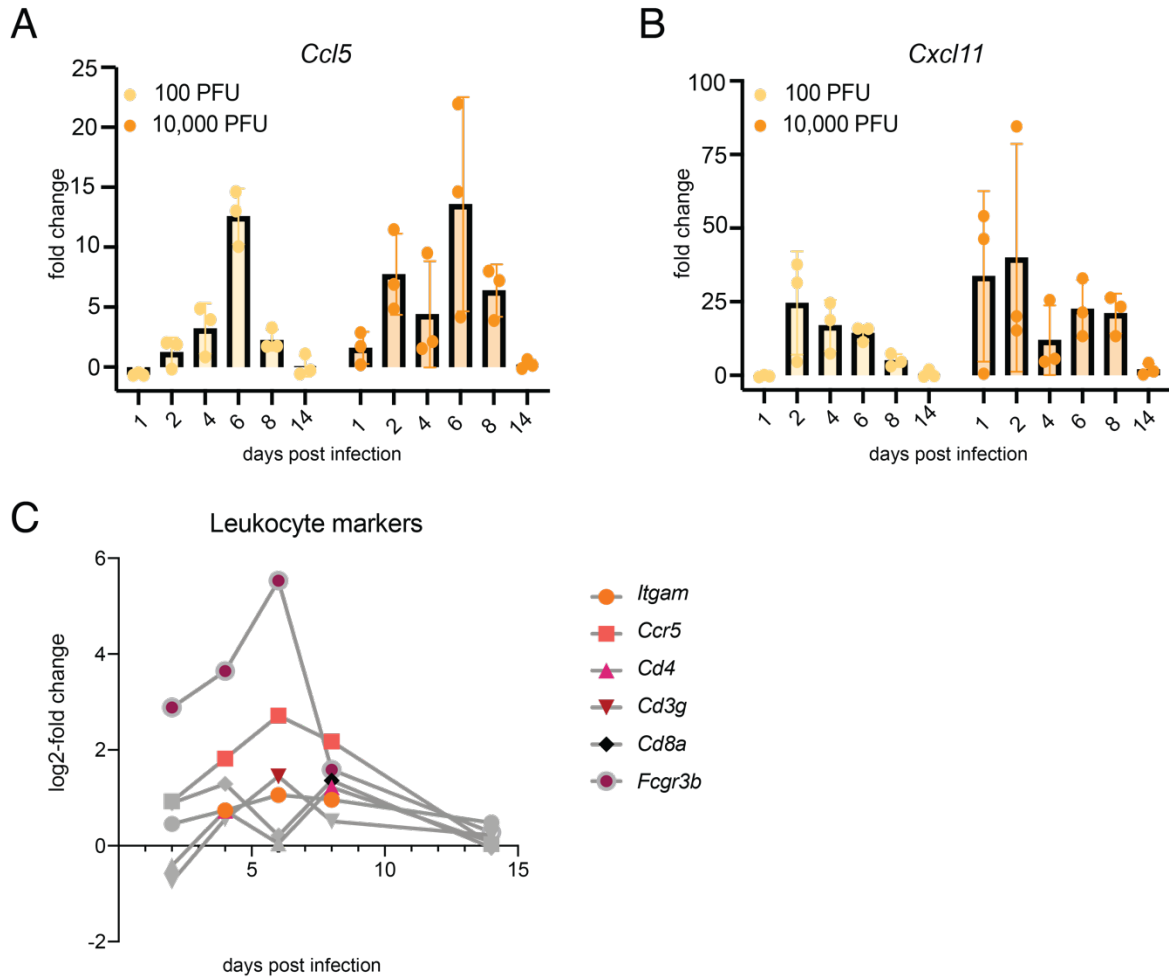 A
Ccl5
25
20
15
10
5
0
fold change
100 PFU
10,000 PFU
1 2 4 6 8 14 1 2 4 6 8 14
days post infection
B
Cxcl11
100
75
50
25
0
fold change
100 PFU
10,000 PFU
1 2 4 6 8 14 1 2 4 6 8 14
days post infection
C
Leukocyte markers
6
4
2
0
-2
log2-fold change
5 10 15
days post infection
Itgam
Ccr5
Cd4
Cd3g
Cd8a
Fcgr3b